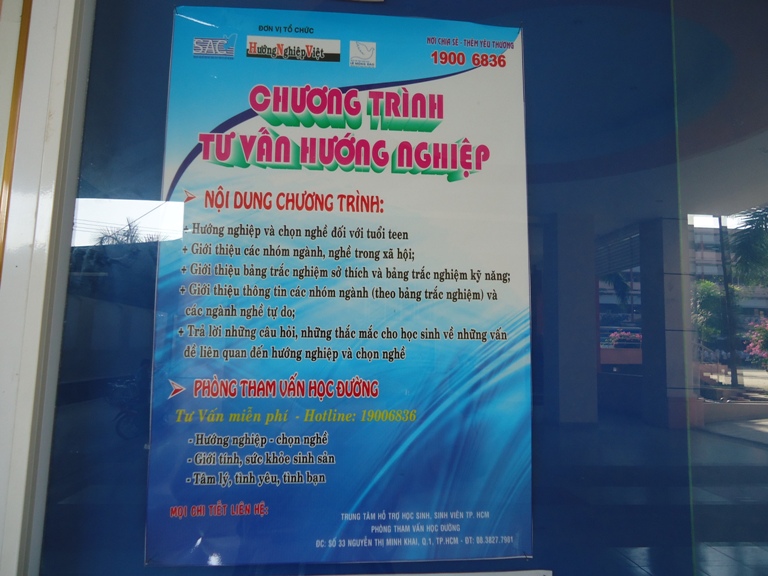 ĐƠN VỊ TỔ CHỨC
SAC
HướngNghiệpViệt
NƠI CHIA SẺ - THÊM YÊU THƯƠNG
1900 6836
CHƯƠNG TRÌNH
TƯ VẤN HƯỚNG NGHIỆP
NỘI DUNG CHƯƠNG TRÌNH:
+ Hướng nghiệp và chọn nghề đối với tuổi teen
+ Giới thiệu các nhóm ngành, nghề trong xã hội;
+ Giới thiệu bảng trắc nghiệm sở thích và bảng trắc nghiệm kỹ năng;
+ Giới thiệu thông tin các nhóm ngành (theo bảng trắc nghiệm) và
các ngành nghề tự do;
+ Trả lời những câu hỏi, những thắc mắc cho học sinh về những vấn
đề liên quan đến hướng nghiệp và chọn nghề
PHÒNG THAM VẤN HỌC ĐƯỜNG
Tư Vấn miễn phí - Hotline: 19006836
- Hướng nghiệp - chọn nghề
- Giới tính, sức khỏe sinh sản
- Tâm lý, tình yêu, tình bạn
MỌI CHI TIẾT LIÊN HỆ:
TRUNG TÂM HỖ TRỢ HỌC SINH, SINH VIÊN TP. HCM
PHÒNG THAM VẤN HỌC ĐƯỜNG
ĐC: SỐ 33 NGUYỄN THỊ MINH KHAI, Q.1, TP.HCM - ĐT: 08.3827.7981